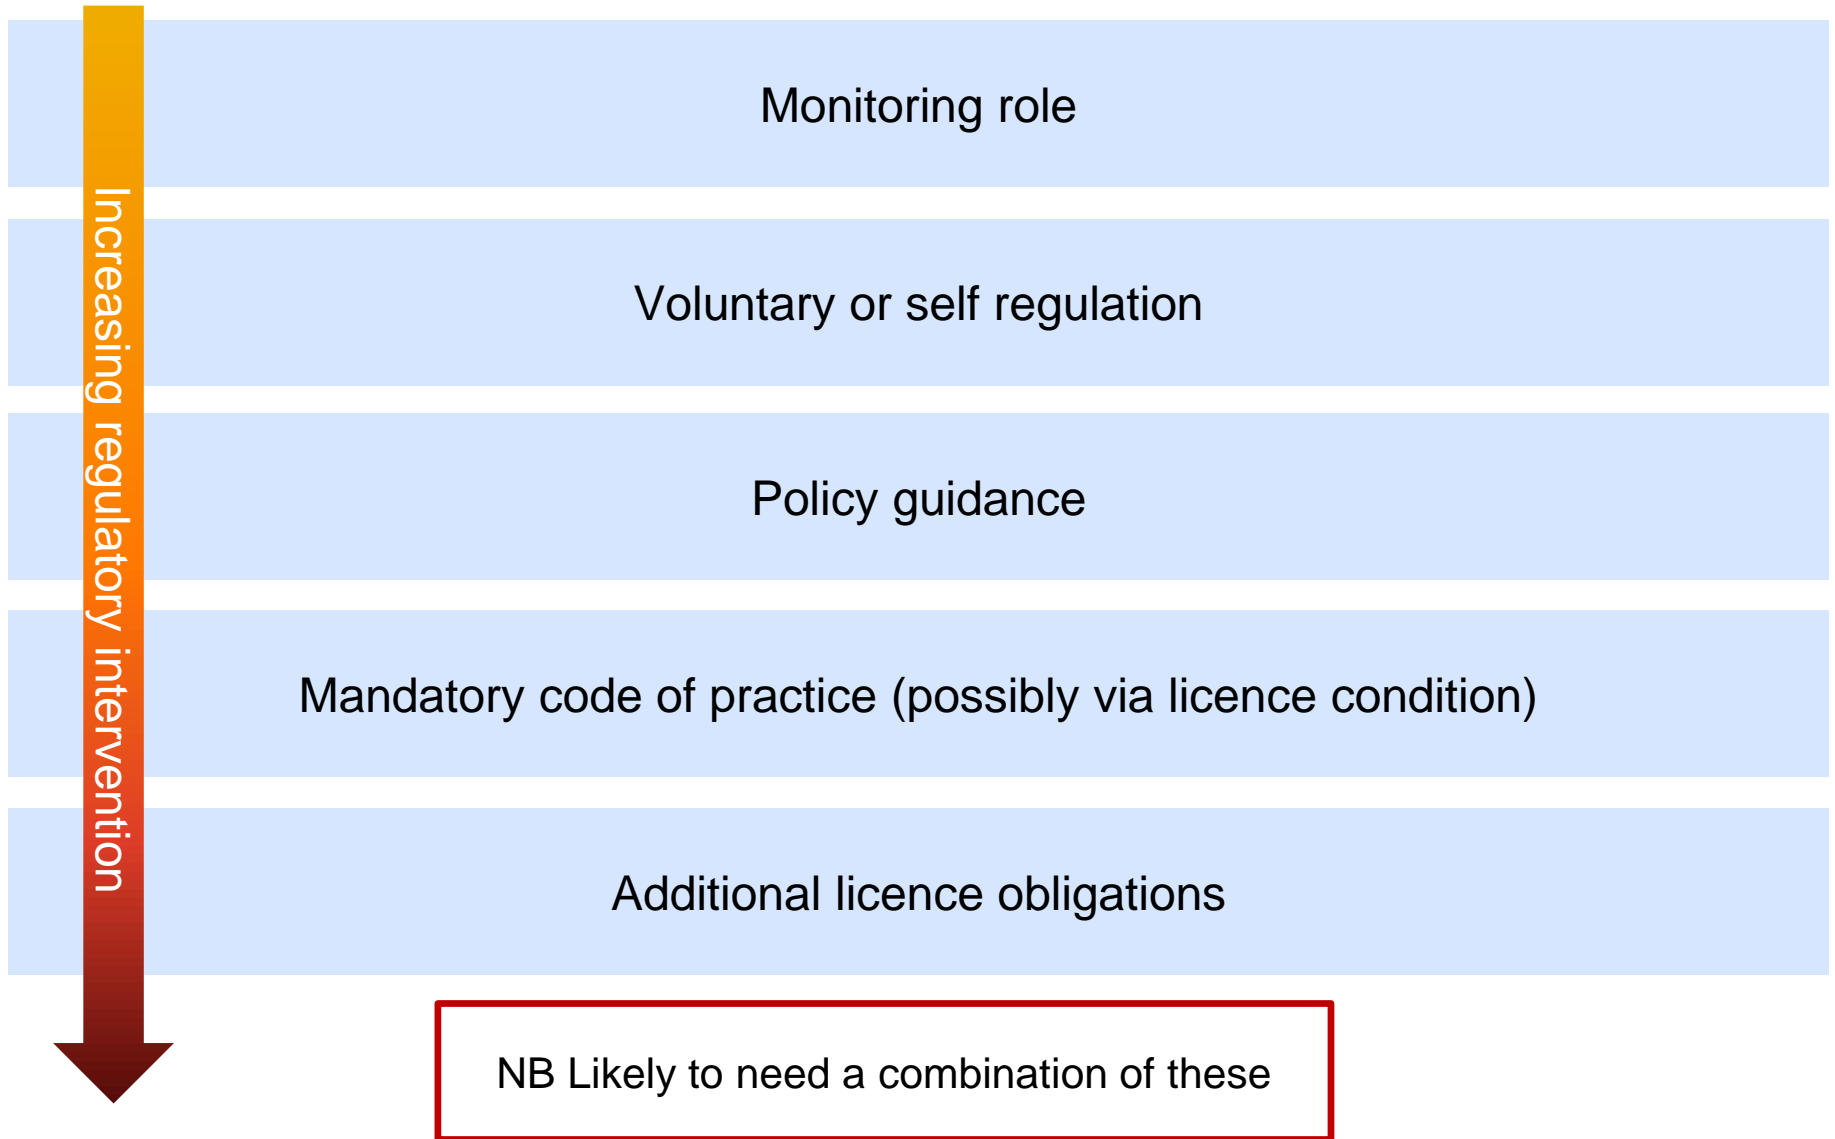 Increasing regulatory intervention
Monitoring role
Voluntary or self regulation
Policy guidance
Mandatory code of practice (possibly via licence condition)
Additional licence obligations
NB Likely to need a combination of these